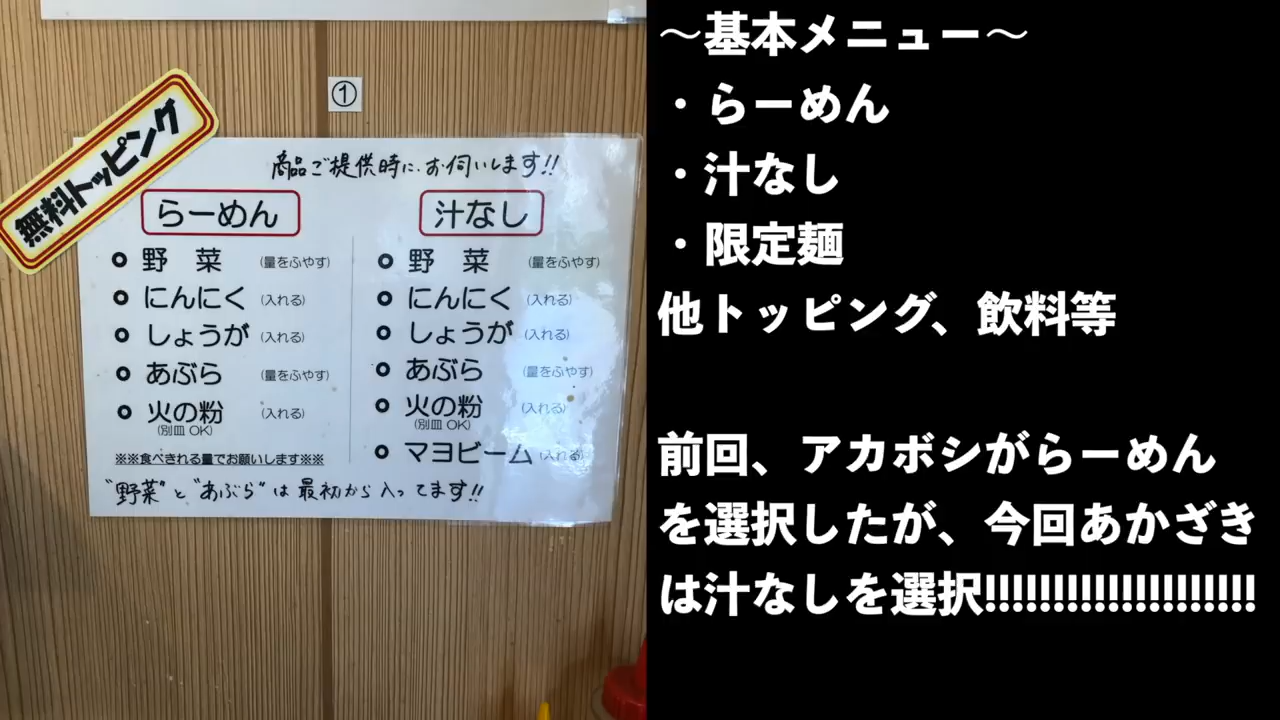 ①
無料トッピング
商品ご提供時に、お伺いします!!
らーめん
○ 野 菜 (量をふやす)
○ にんにく (入れる)
○ しょうが (入れる)
○ あぶら (量をふやす)
○ 火の粉 (入れる)
(別皿 OK)
※※食べきれる量でお願いします※※
汁なし
○ 野 菜 (量をふやす)
○ にんにく (入れる)
○ しょうが (入れる)
○ あぶら (量をふやす)
○ 火の粉 (入れる)
(別皿 OK)
○ マヨビーム (入れる)
"野菜"と"あぶら"は最初から入ってます!!
～基本メニュー～
・らーめん
・汁なし
・限定麺
他トッピング、飲料等
前回、アカボシがらーめん
を選択したが、今回あかざき
は汁なしを選択!!!!!!!!!!!!!!!!!!!!